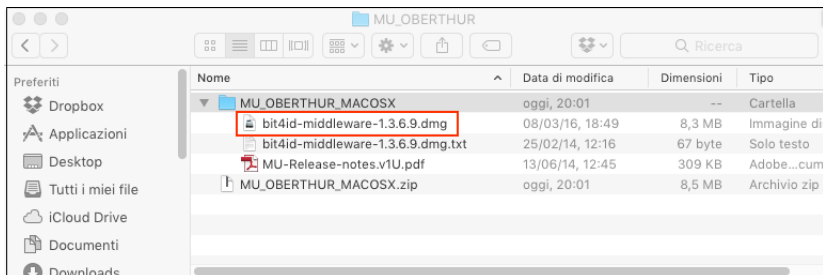 MU_OBERTHUR
Ricerca
Preferiti
Dropbox
Applicazioni
Desktop
Tutti i miei file
iCloud Drive
Documenti
Downloads
Nome Data di modifica Dimensioni Tipo
MU_OBERTHUR_MACOSX oggi, 20:01 -- Cartella
bit4id-middleware-1.3.6.9.dmg 08/03/16, 18:49 8,3 MB Immagine di
bit4id-middleware-1.3.6.9.dmg.txt 25/02/14, 12:16 67 byte Solo testo
MU-Release-notes.v1U.pdf 13/06/14, 12:45 309 KB Adobe...cum
MU_OBERTHUR_MACOSX.zip oggi, 20:01 8,5 MB Archivio zip